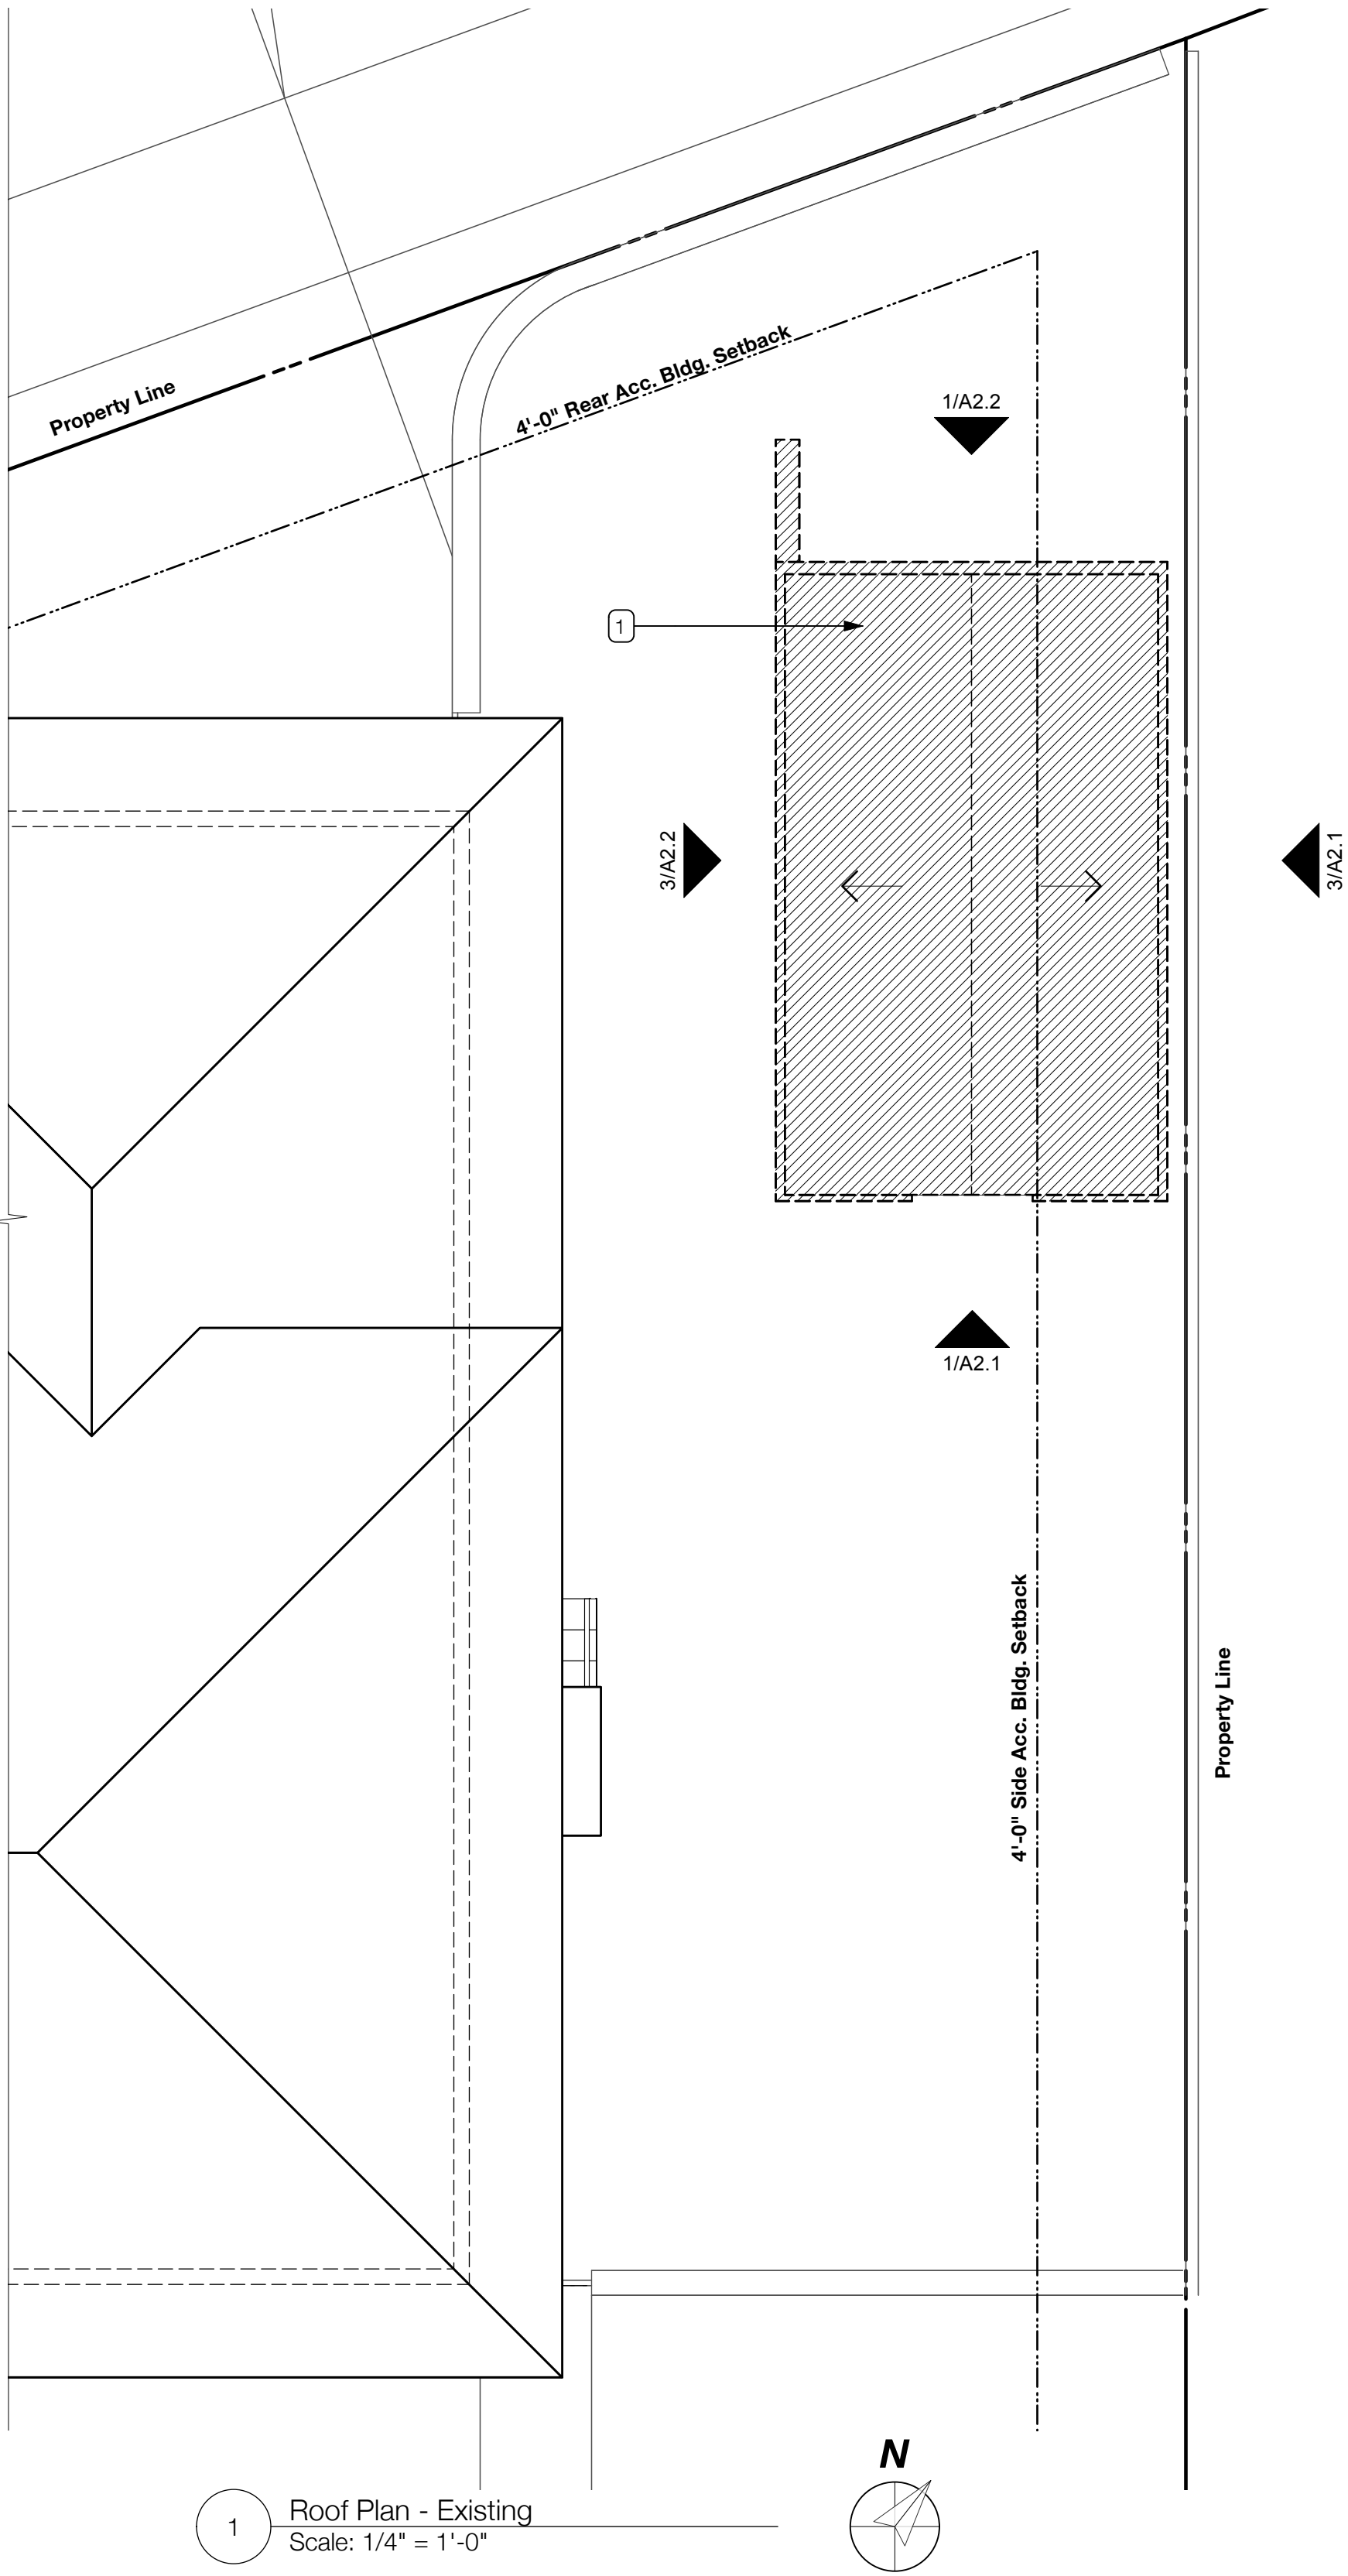 Property Line
4'-0" Rear Acc. Bldg. Setback
1/A2.2
1
3/A2.2
3/A2.1
1/A2.1
4'-0" Side Acc. Bldg. Setback
Property Line
N
1
Roof Plan - Existing
Scale: 1/4" = 1'-0"